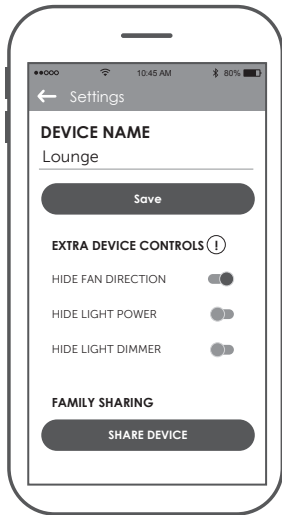 10:45 AM
80%
Settings
DEVICE NAME
Lounge
Save
EXTRA DEVICE CONTROLS !
HIDE FAN DIRECTION
HIDE LIGHT POWER
HIDE LIGHT DIMMER
FAMILY SHARING
SHARE DEVICE